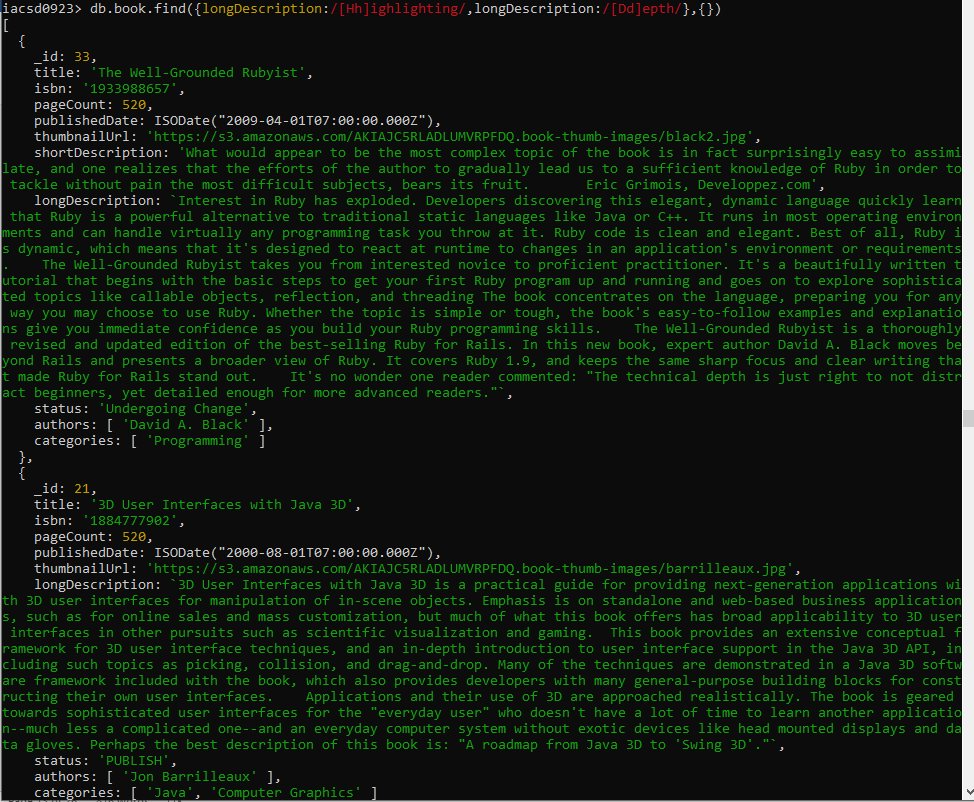 iacsd0923> db.book.find({longDescription:/[Hh]ighlighting/,longDescription:/[Dd]epth/},{})
[
  {
    _id: 33,
    title: 'The Well-Grounded Rubyist',
    isbn: '1933988657',
    pageCount: 520,
    publishedDate: ISODate("2009-04-01T07:00:00.000Z"),
    thumbnailUrl: 'https://s3.amazonaws.com/AKIAJC5RLADLUMVRPFDQ.book-thumb-images/black2.jpg',
    shortDescription: 'What would appear to be the most complex topic of the book is in fact surprisingly easy to assimi
late, and one realizes that the efforts of the author to gradually lead us to a sufficient knowledge of Ruby in order to
 tackle without pain the most difficult subjects, bears its fruit.       Eric Grimois, Developpez.com',
    longDescription: `Interest in Ruby has exploded. Developers discovering this elegant, dynamic language quickly learn
 that Ruby is a powerful alternative to traditional static languages like Java or C++. It runs in most operating environ
ments and can handle virtually any programming task you throw at it. Ruby code is clean and elegant. Best of all, Ruby i
s dynamic, which means that it's designed to react at runtime to changes in an application's environment or requirements
.    The Well-Grounded Rubyist takes you from interested novice to proficient practitioner. It's a beautifully written t
utorial that begins with the basic steps to get your first Ruby program up and running and goes on to explore sophistica
ted topics like callable objects, reflection, and threading The book concentrates on the language, preparing you for any
 way you may choose to use Ruby. Whether the topic is simple or tough, the book's easy-to-follow examples and explanatio
ns give you immediate confidence as you build your Ruby programming skills.    The Well-Grounded Rubyist is a thoroughly
 revised and updated edition of the best-selling Ruby for Rails. In this new book, expert author David A. Black moves be
yond Rails and presents a broader view of Ruby. It covers Ruby 1.9, and keeps the same sharp focus and clear writing tha
t made Ruby for Rails stand out.    It's no wonder one reader commented: "The technical depth is just right to not distr
act beginners, yet detailed enough for more advanced readers."`,
    status: 'Undergoing Change',
    authors: [ 'David A. Black' ],
    categories: [ 'Programming' ]
  },
  {
    _id: 21,
    title: '3D User Interfaces with Java 3D',
    isbn: '1884777902',
    pageCount: 520,
    publishedDate: ISODate("2000-08-01T07:00:00.000Z"),
    thumbnailUrl: 'https://s3.amazonaws.com/AKIAJC5RLADLUMVRPFDQ.book-thumb-images/barrilleaux.jpg',
    longDescription: `3D User Interfaces with Java 3D is a practical guide for providing next-generation applications wi
th 3D user interfaces for manipulation of in-scene objects. Emphasis is on standalone and web-based business application
s, such as for online sales and mass customization, but much of what this book offers has broad applicability to 3D user
 interfaces in other pursuits such as scientific visualization and gaming.  This book provides an extensive conceptual f
ramework for 3D user interface techniques, and an in-depth introduction to user interface support in the Java 3D API, in
cluding such topics as picking, collision, and drag-and-drop. Many of the techniques are demonstrated in a Java 3D softw
are framework included with the book, which also provides developers with many general-purpose building blocks for const
ructing their own user interfaces.    Applications and their use of 3D are approached realistically. The book is geared
towards sophisticated user interfaces for the "everyday user" who doesn't have a lot of time to learn another applicatio
n--much less a complicated one--and an everyday computer system without exotic devices like head mounted displays and da
ta gloves. Perhaps the best description of this book is: "A roadmap from Java 3D to 'Swing 3D'."`,
    status: 'PUBLISH',
    authors: [ 'Jon Barrilleaux' ],
    categories: [ 'Java', 'Computer Graphics' ]